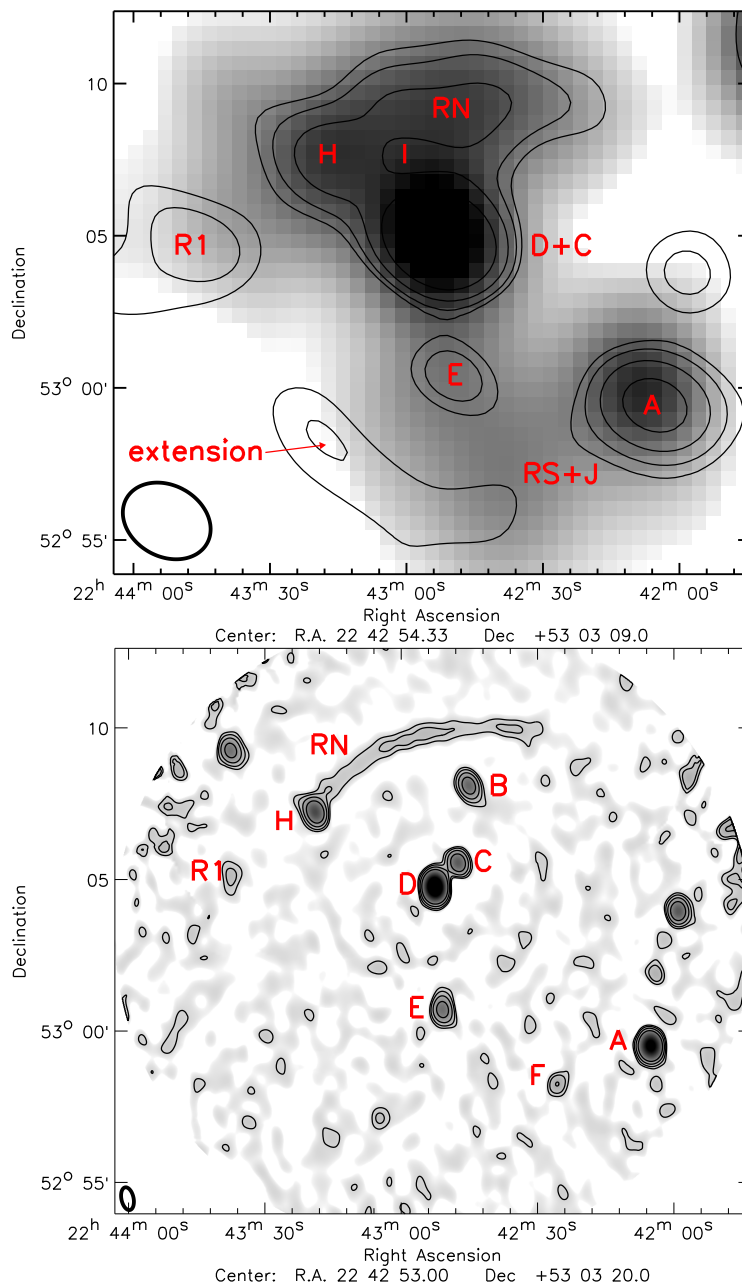 10
RN
H
I
R1
05
D+C
Declination
E
53° 00'
A
extension
RS+J
52° 55'
22ʰ 44ᵐ 00ˢ
43ᵐ 30ˢ
43ᵐ 00ˢ
42ᵐ 30ˢ
42ᵐ 00ˢ
Right Ascension
Center: R.A. 22 42 54.33 Dec +53 03 09.0
10
RN
B
H
C
R1
05
D
Declination
E
53° 00'
A
F
52° 55'
22ʰ 44ᵐ 00ˢ
43ᵐ 30ˢ
43ᵐ 00ˢ
42ᵐ 30ˢ
42ᵐ 00ˢ
Right Ascension
Center: R.A. 22 42 53.00 Dec +53 03 20.0